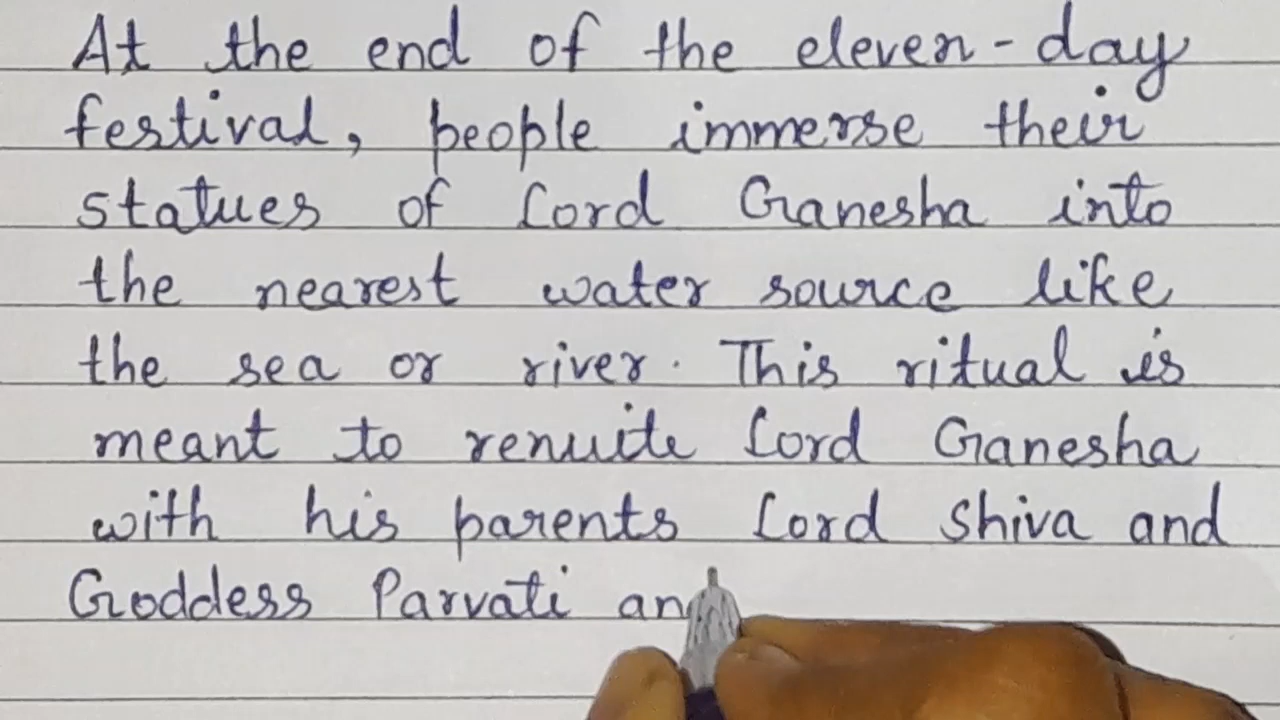 At the end of the eleven-day
festival, people immerse their
statues of Lord Ganesha into
the nearest water source like
the sea or river. This ritual is
meant to renuite Lord Ganesha
with his parents Lord Shiva and
Goddess Parvati an